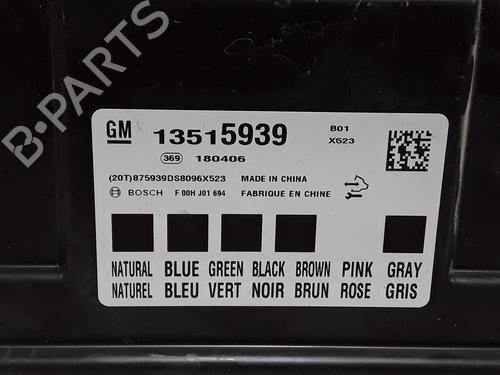 GM 13515939 B01
X523
369 180406
(20T)875939DS8096X523 MADE IN CHINA
BOSCH F 00H J01 694 FABRIQUE EN CHINE
NATURAL BLUE GREEN BLACK BROWN PINK GRAY
NATUREL BLEU VERT NOIR BRUN ROSE GRIS
B-PARTS